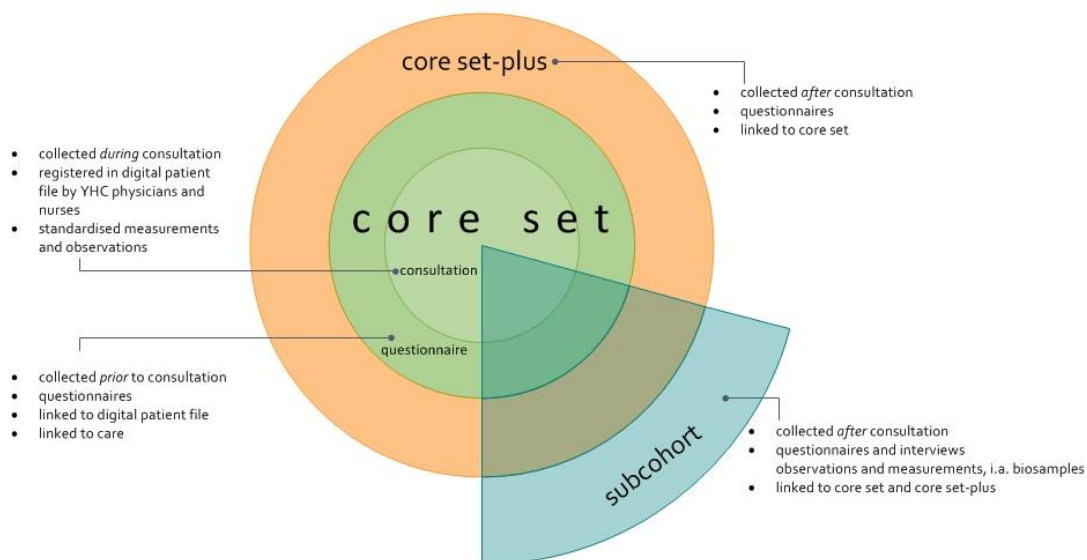 core set-plus
• collected after consultation
• questionnaires
• linked to core set
• collected during consultation
• registered in digital patient
file by YHC physicians and
nurses
• standardised measurements
and observations
core set
consultation
questionnaire
• collected prior to consultation
• questionnaires
• linked to digital patient file
• linked to care
subcohort
• collected after consultation
• questionnaires and interviews
observations and measurements, i.a. biosamples
• linked to core set and core set-plus